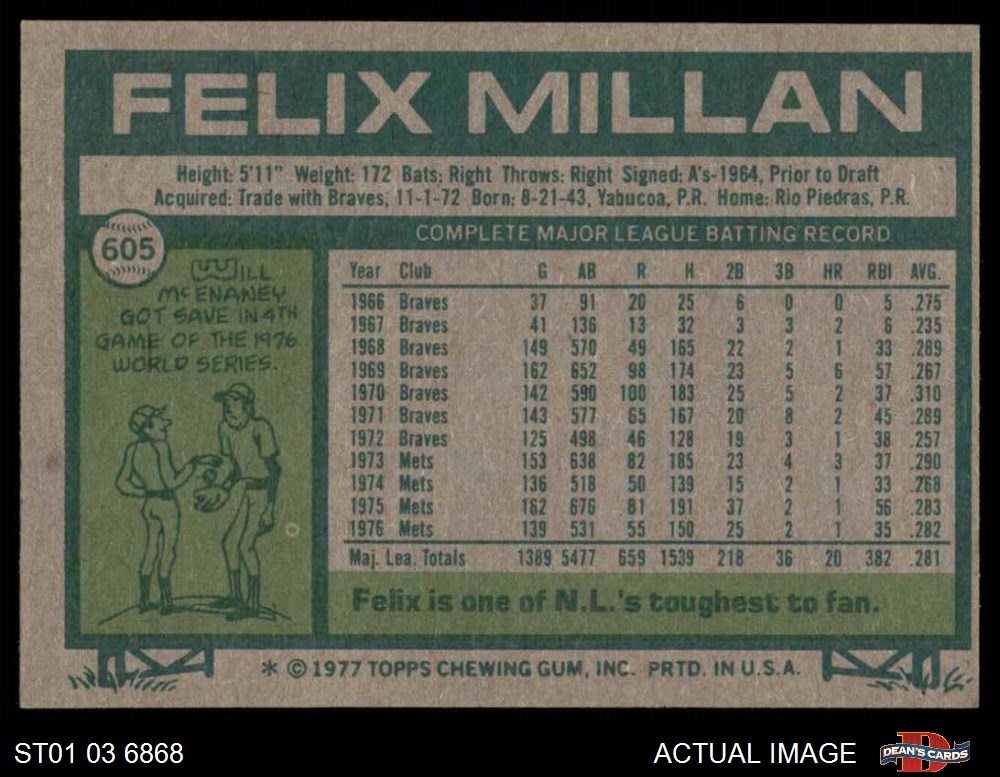 FELIX MILLAN
Height: 5'11" Weight: 172 Bats: Right Throws: Right Signed: A's-1964, Prior to Draft
Acquired: Trade with Braves, 11-1-72 Born: 8-21-43, Yabucoa, P.R. Home: Rio Piedras, P.R.
605
WILL
McENANEY
GOT SAVE IN 4TH
GAME OF THE 1976
WORLD SERIES.
COMPLETE MAJOR LEAGUE BATTING RECORD
Year Club G AB R H 2B 3B HR RBI AVG.
1966 Braves 37 91 20 25 6 0 0 5 .275
1967 Braves 41 136 13 32 3 3 2 6 .235
1968 Braves 149 570 49 165 22 2 1 33 .289
1969 Braves 162 652 98 174 23 5 6 57 .267
1970 Braves 142 590 100 183 25 5 2 37 .310
1971 Braves 143 577 65 167 20 8 2 45 .289
1972 Braves 125 498 46 128 19 3 1 38 .257
1973 Mets 153 638 82 185 23 4 3 37 .290
1974 Mets 136 518 50 139 15 2 1 33 .268
1975 Mets 162 676 81 191 37 2 1 56 .283
1976 Mets 139 531 55 150 25 2 1 35 .282
Maj. Lea. Totals 1389 5477 659 1539 218 36 20 382 .281
Felix is one of N.L.'s toughest to fan.
* © 1977 TOPPS CHEWING GUM, INC. PRTD. IN U.S.A.
ST01 03 6868
ACTUAL IMAGE
DEAN'S CARDS